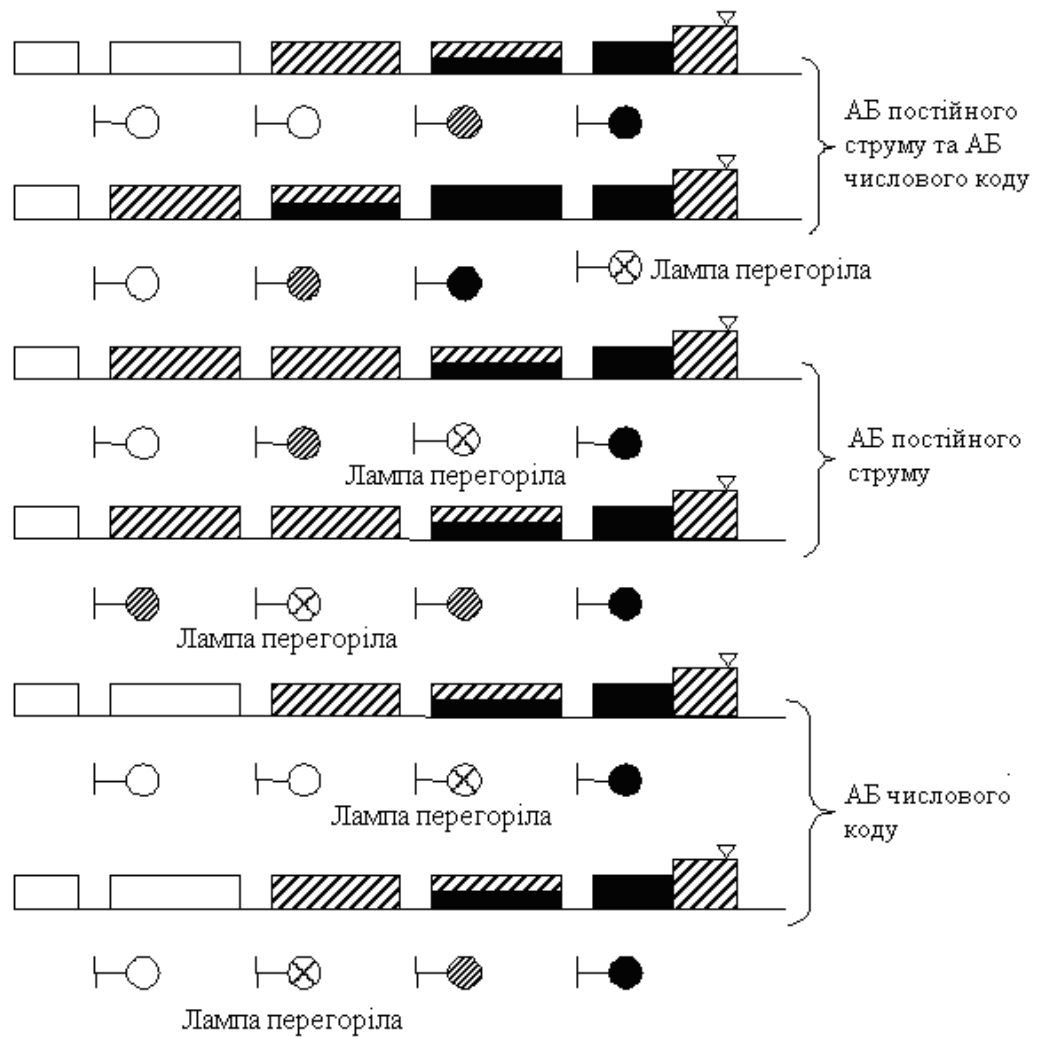 АБ постійного
струму та АБ
числового коду
Лампа перегоріла
АБ постійного
струму
Лампа перегоріла
Лампа перегоріла
АБ числового
коду
Лампа перегоріла
Лампа перегоріла